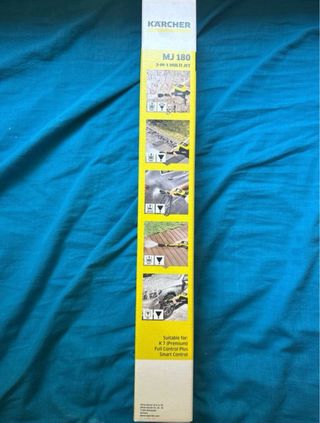 KÄRCHER
MJ 180
3-IN-1 MULTI JET
Suitable for:
K 7 (Premium)
Full Control Plus
Smart Control